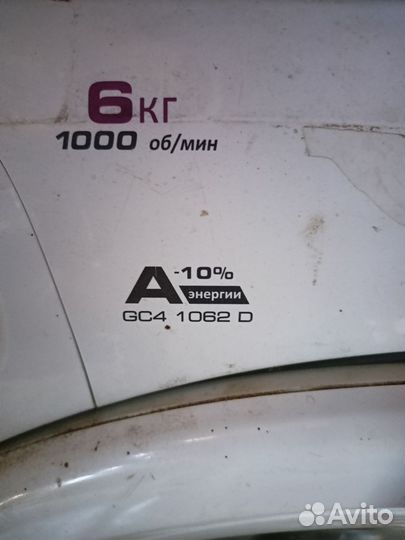 6кг
1000 об/мин
A -10%
энергии
GC4 1062 D
Avito